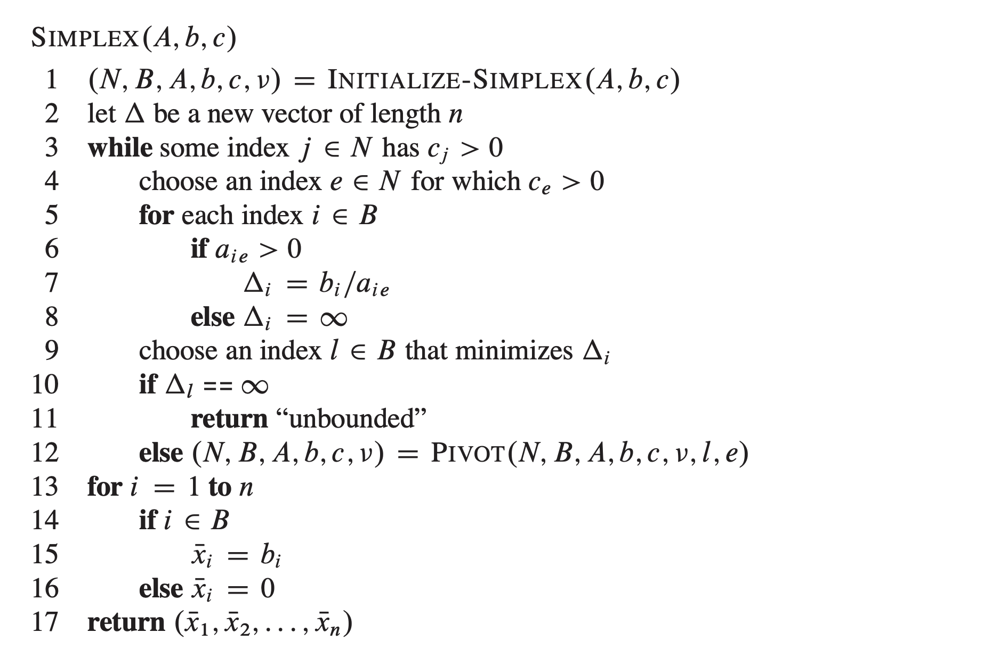 SIMPLEX(A, b, c)
1 (N, B, A, b, c, ν) = INITIALIZE-SIMPLEX(A, b, c)
2 let Δ be a new vector of length n
3 while some index j ∈ N has c_j > 0
4 choose an index e ∈ N for which c_e > 0
5 for each index i ∈ B
6 if a_ie > 0
7 Δ_i = b_i/a_ie
8 else Δ_i = ∞
9 choose an index l ∈ B that minimizes Δ_i
10 if Δ_l == ∞
11 return “unbounded”
12 else (N, B, A, b, c, ν) = PIVOT(N, B, A, b, c, ν, l, e)
13 for i = 1 to n
14 if i ∈ B
15 x̄_i = b_i
16 else x̄_i = 0
17 return (x̄_1, x̄_2, . . . , x̄_n)